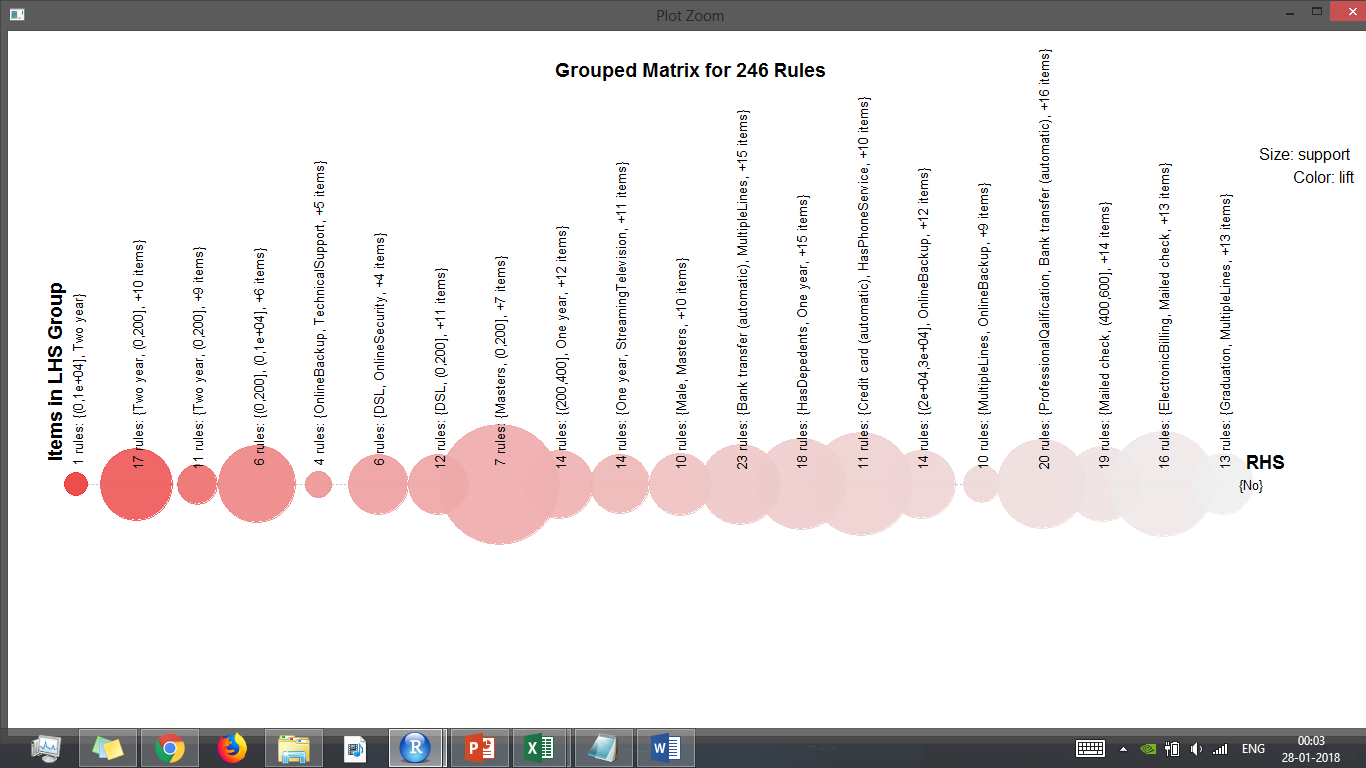 Plot Zoom
Grouped Matrix for 246 Rules
Size: support
Color: lift
Items in LHS Group
1 rules: {(0,1e+04], Two year}
17 rules: {Two year, (0,200], +10 items}
11 rules: {Two year, (0,200], +9 items}
6 rules: {(0,200], (0,1e+04], +6 items}
4 rules: {OnlineBackup, TechnicalSupport, +5 items}
6 rules: {DSL, OnlineSecurity, +4 items}
12 rules: {DSL, (0,200], +11 items}
7 rules: {Masters, (0,200], +7 items}
14 rules: {(200,400], One year, +12 items}
14 rules: {One year, StreamingTelevision, +11 items}
10 rules: {Male, Masters, +10 items}
23 rules: {Bank transfer (automatic), MultipleLines, +15 items}
18 rules: {HasDepedents, One year, +15 items}
11 rules: {Credit card (automatic), HasPhoneService, +10 items}
14 rules: {(2e+04,3e+04], OnlineBackup, +12 items}
10 rules: {MultipleLines, OnlineBackup, +9 items}
20 rules: {ProfessionalQalification, Bank transfer (automatic), +16 items}
19 rules: {Mailed check, (400,600], +14 items}
16 rules: {ElectronicBilling, Mailed check, +13 items}
13 rules: {Graduation, MultipleLines, +13 items}
RHS
{No}
ENG
00:03
28-01-2018